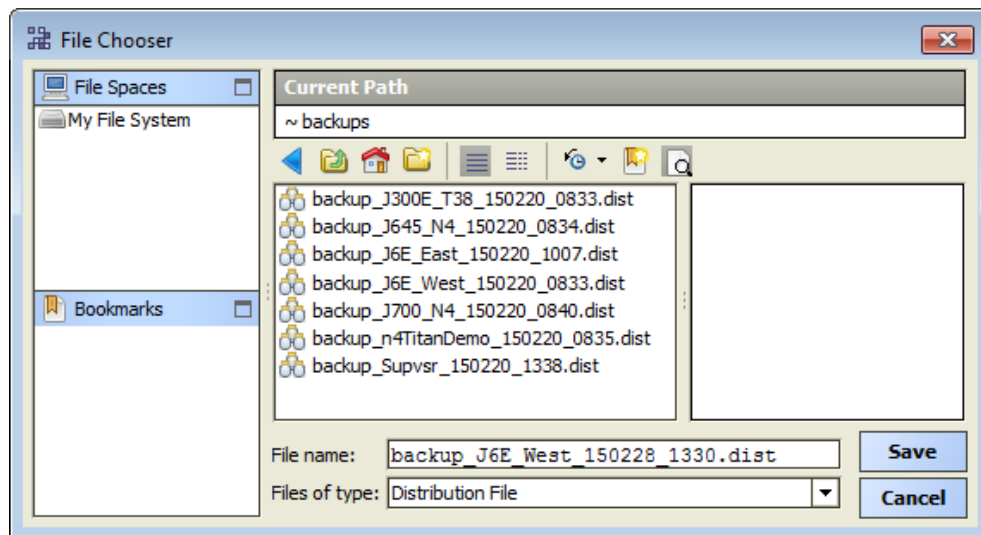 File Chooser
File Spaces
My File System
Bookmarks
Current Path
~ backups
backup_J300E_T38_150220_0833.dist
backup_J645_N4_150220_0834.dist
backup_J6E_East_150220_1007.dist
backup_J6E_West_150220_0833.dist
backup_J700_N4_150220_0840.dist
backup_n4TitanDemo_150220_0835.dist
backup_Supvsr_150220_1338.dist
File name: backup_J6E_West_150228_1330.dist Save
Files of type: Distribution File Cancel